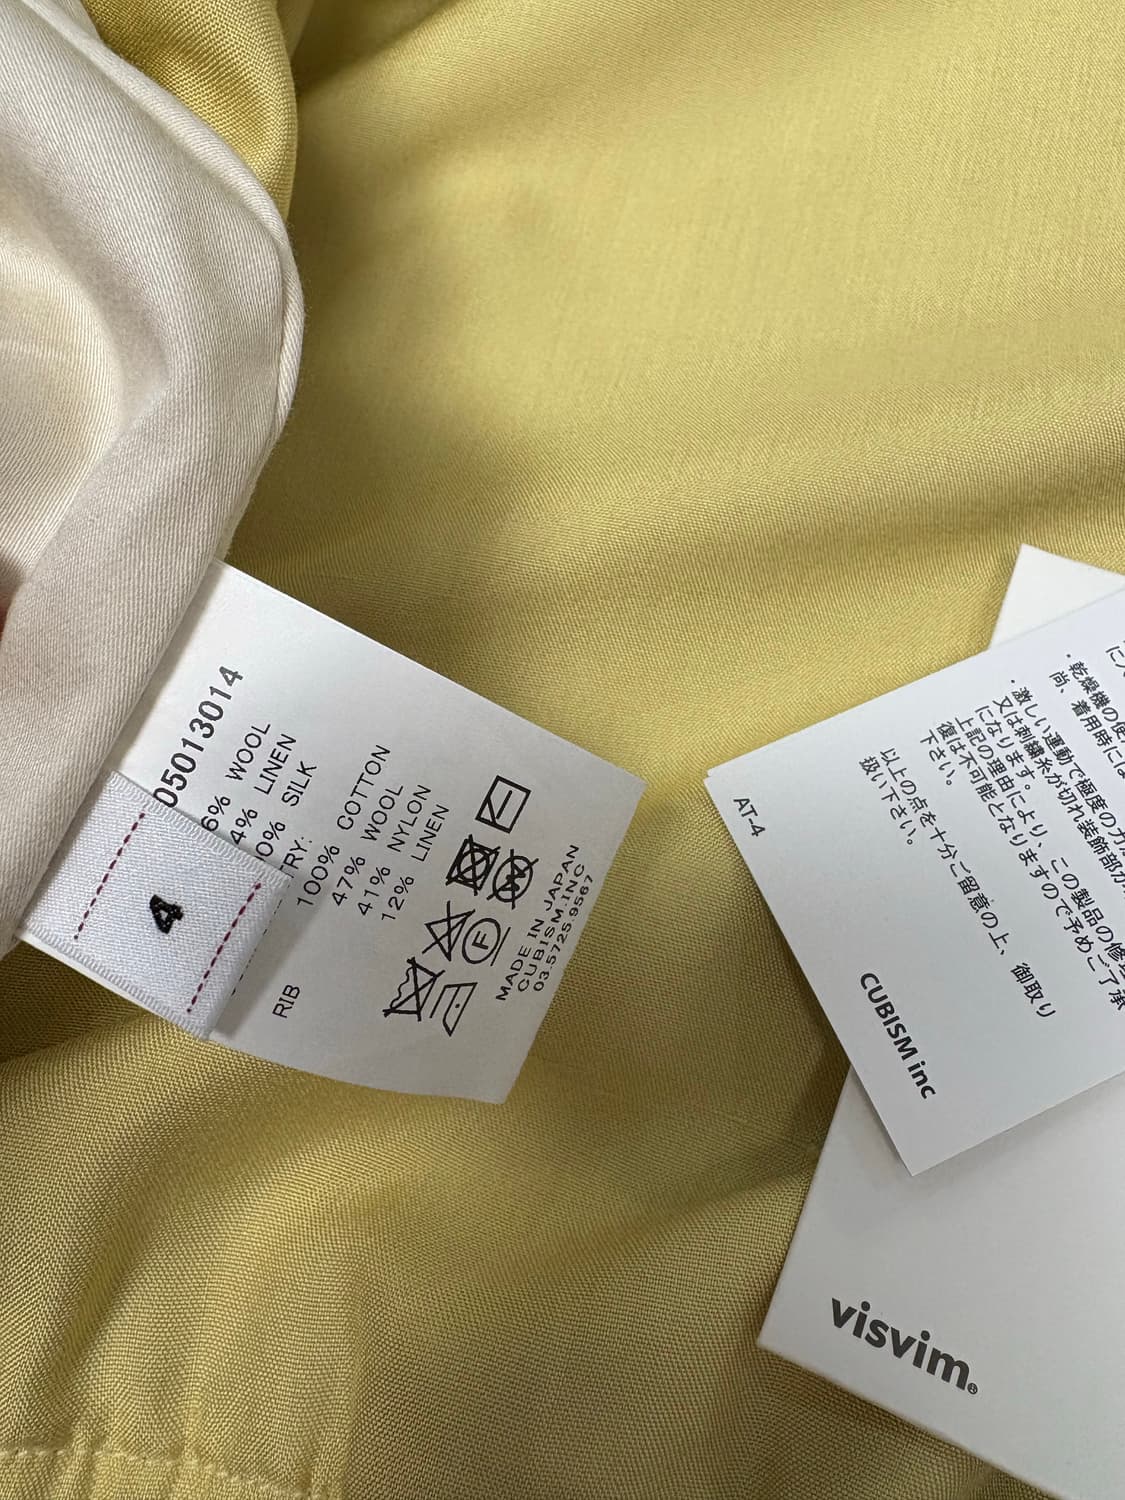 05013014
6% WOOL
4% LINEN
0% SILK
TRY:
100% COTTON
RIB
47% WOOL
41% NYLON
12% LINEN
F
MADE IN JAPAN
CUBISM.INC.
03.5725.9567
4
・乾燥機の使
尚、着用時には
・激しい運動で極度の力
又は刺繍糸が切れ装飾部が
になります。
上記の理由により、この製品の修
復は不可能となりますので予めご了承
下さい。
以上の点を十分ご留意の上、御取り
扱い下さい。
AT-4
CUBISM inc
visvim®